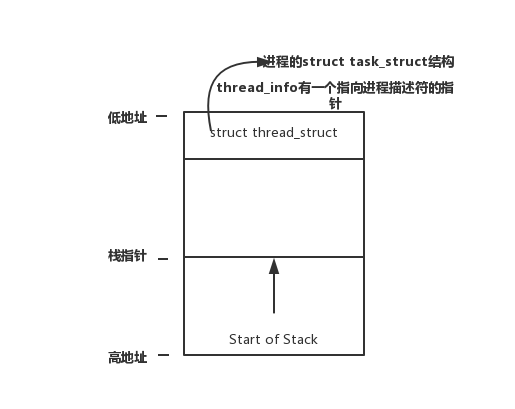 进程的struct task_struct结构
thread_info有一个指向进程描述符的指
针
低地址
struct thread_struct
栈指针
Start of Stack
高地址